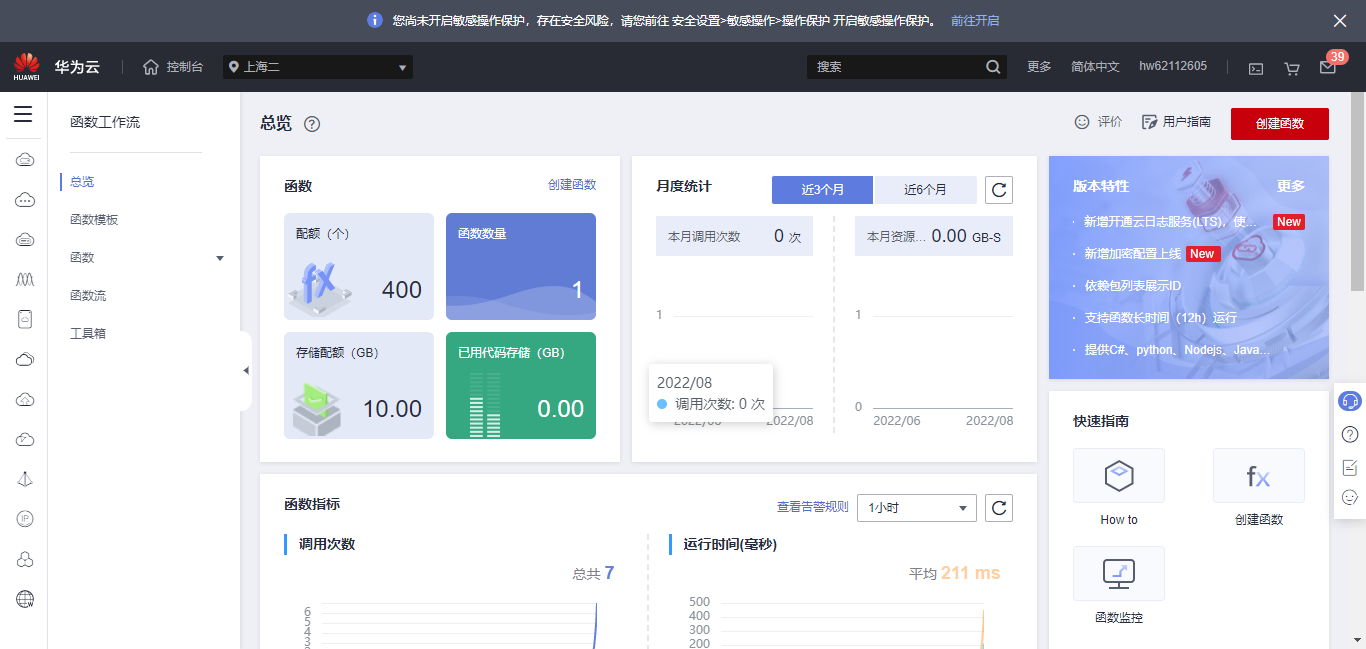 您尚未开启敏感操作保护，存在安全风险，请您前往 安全设置>敏感操作>操作保护 开启敏感操作保护。 前往开启
HUAWEI 华为云 控制台 上海二 搜索 更多 简体中文 hw62112605 39
函数工作流
总览
函数模板
函数
函数流
工具箱
总览 评价 用户指南 创建函数
函数 创建函数
配额（个）
400
函数数量
1
存储配额（GB）
10.00
已用代码存储（GB）
0.00
月度统计 近3个月 近6个月
本月调用次数 0 次
本月资源... 0.00 GB-S
1
2022/08
调用次数: 0 次
2022/08
1
0
2022/06 2022/08
版本特性 更多
· 新增开通云日志服务(LTS)，使... New
· 新增加密配置上线 New
· 依赖包列表展示ID
· 支持函数长时间（12h）运行
· 提供C#、python、Nodejs、Java...
快速指南
How to
fx
创建函数
函数监控
函数指标 查看告警规则 1小时
调用次数
总共 7
6
5
4
3
运行时间(毫秒)
平均 211 ms
500
400
300
200
IP